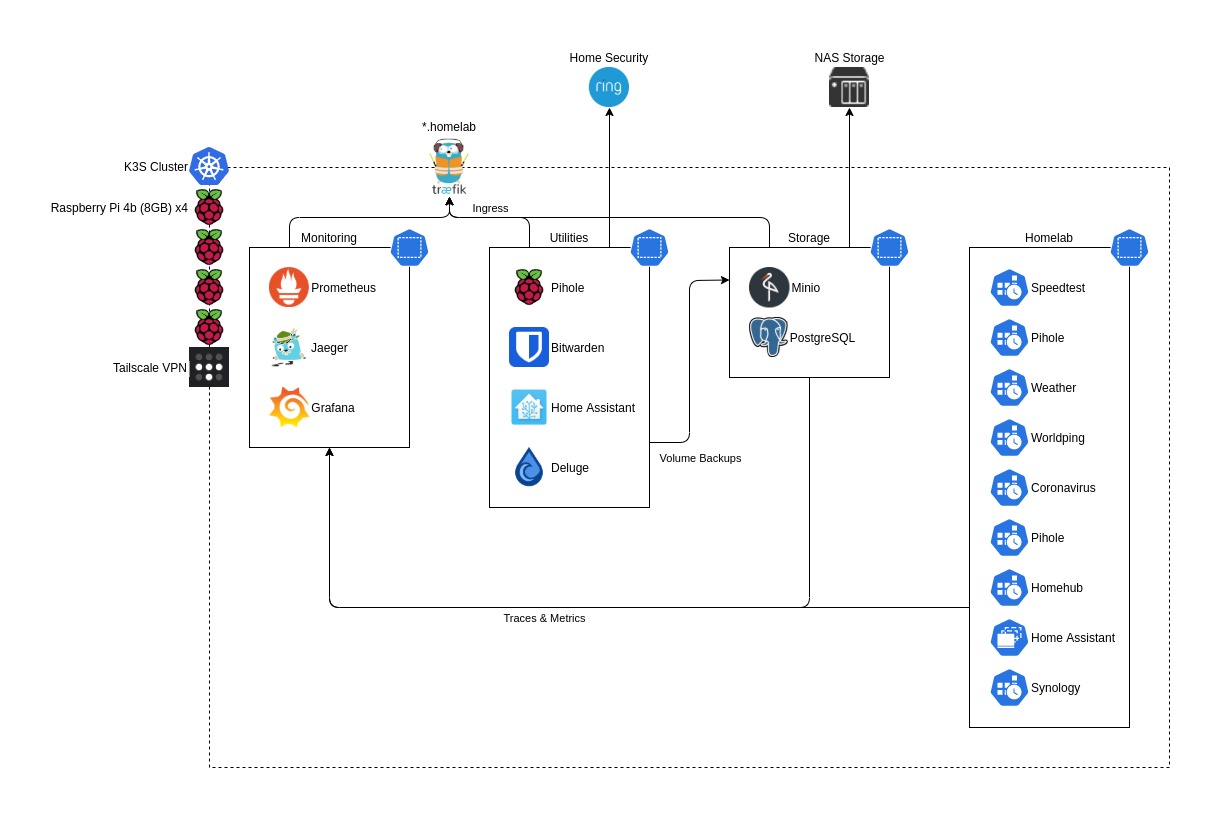 Home Security
NAS Storage
ring
*.homelab
træfik
K3S Cluster
Raspberry Pi 4b (8GB) x4
Ingress
Monitoring
Utilities
Storage
Homelab
Prometheus
Jaeger
Grafana
Pihole
Bitwarden
Home Assistant
Deluge
Minio
PostgreSQL
Speedtest
Pihole
Weather
Worldping
Coronavirus
Pihole
Homehub
Home Assistant
Synology
Tailscale VPN
Volume Backups
Traces & Metrics